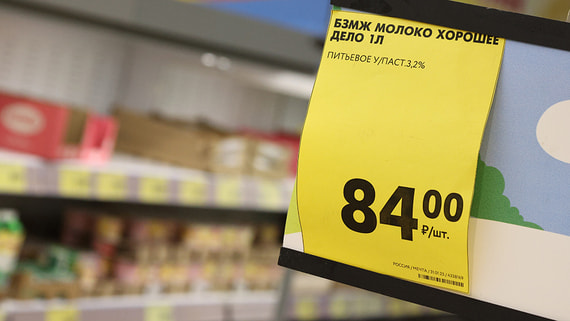 БЗМЖ МОЛОКО ХОРОШЕЕ
ДЕЛО 1Л
ПИТЬЕВОЕ У/ПАСТ.3,2%
84 00
₽/шт.